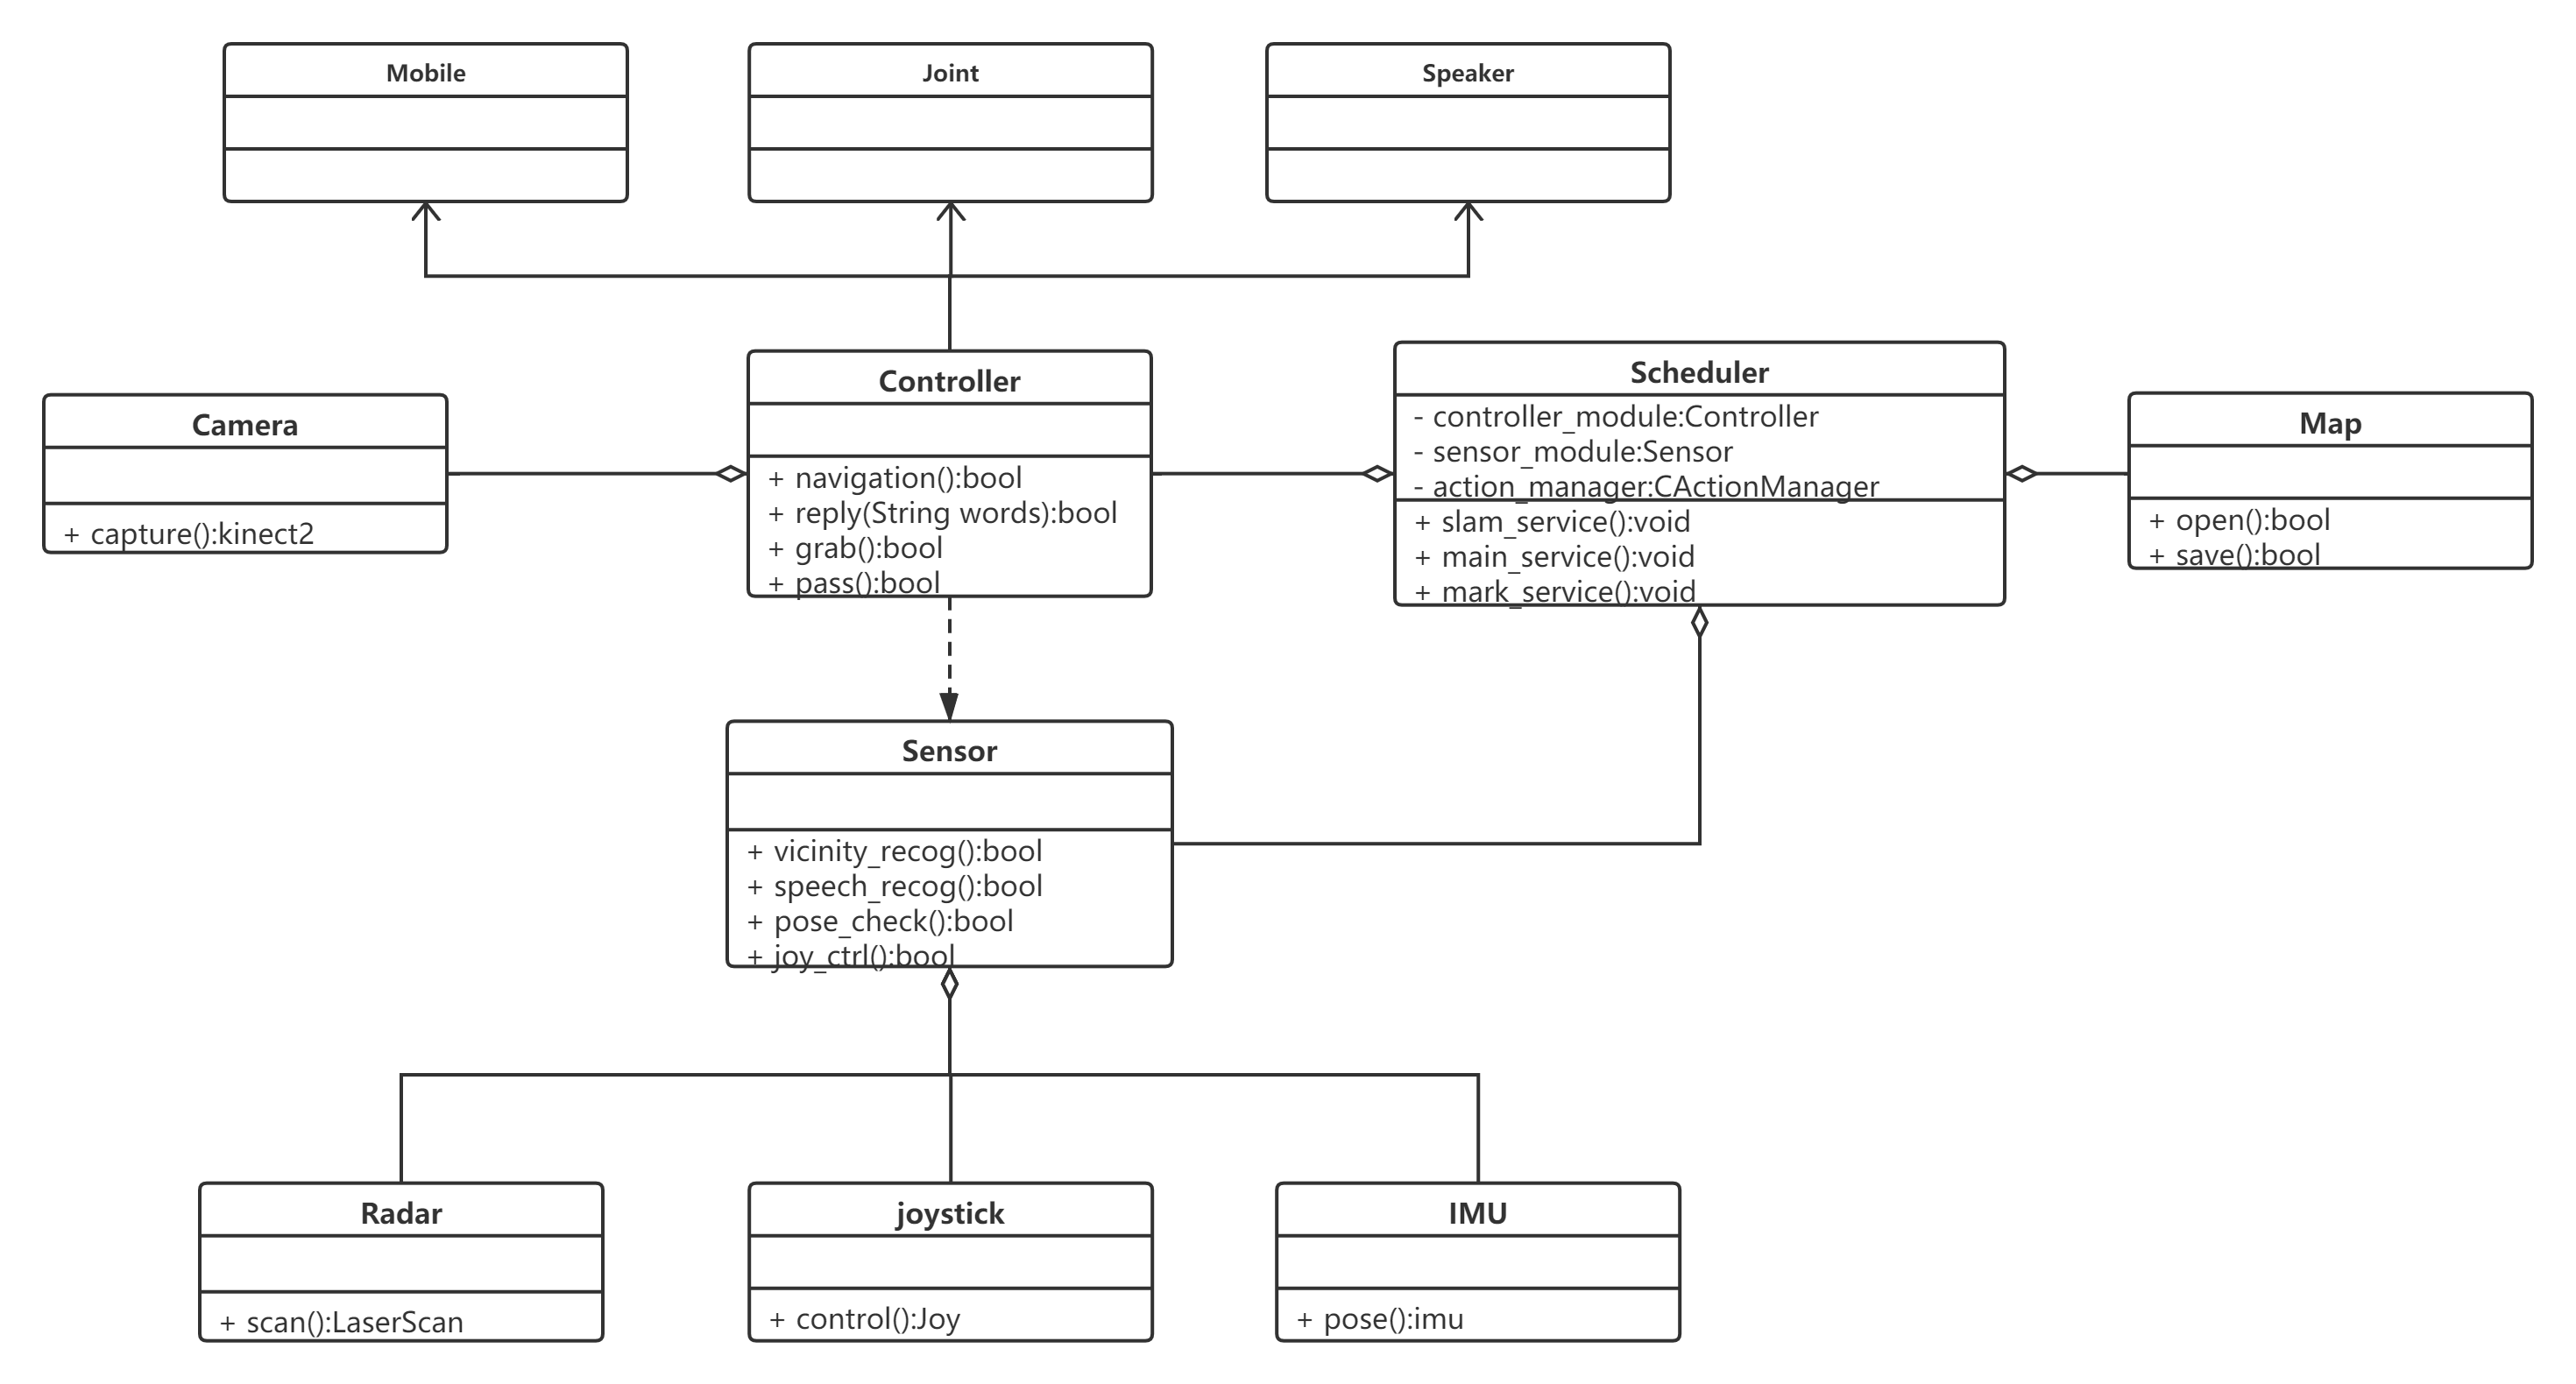 Mobile
Joint
Speaker
Camera
+ capture():kinect2
Controller
+ navigation():bool
+ reply(String words):bool
+ grab():bool
+ pass():bool
Scheduler
- controller_module:Controller
- sensor_module:Sensor
- action_manager:CActionManager
+ slam_service():void
+ main_service():void
+ mark_service():void
Map
+ open():bool
+ save():bool
Sensor
+ vicinity_recog():bool
+ speech_recog():bool
+ pose_check():bool
+ joy_ctrl():bool
Radar
+ scan():LaserScan
joystick
+ control():Joy
IMU
+ pose():imu